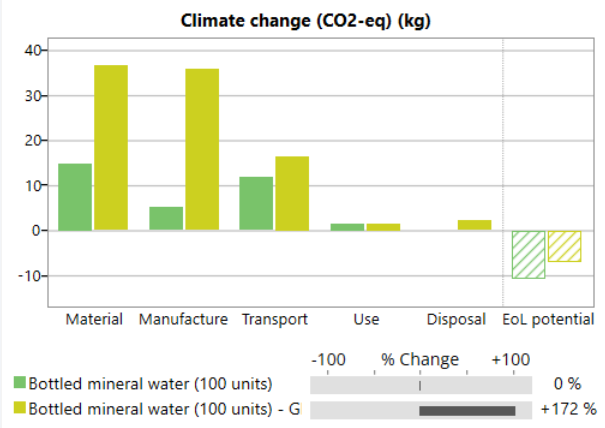 Climate change (CO2-eq) (kg)
40
30
20
10
0
-10
Material Manufacture Transport Use Disposal EoL potential
-100 % Change +100
Bottled mineral water (100 units) 0 %
Bottled mineral water (100 units) - G +172 %